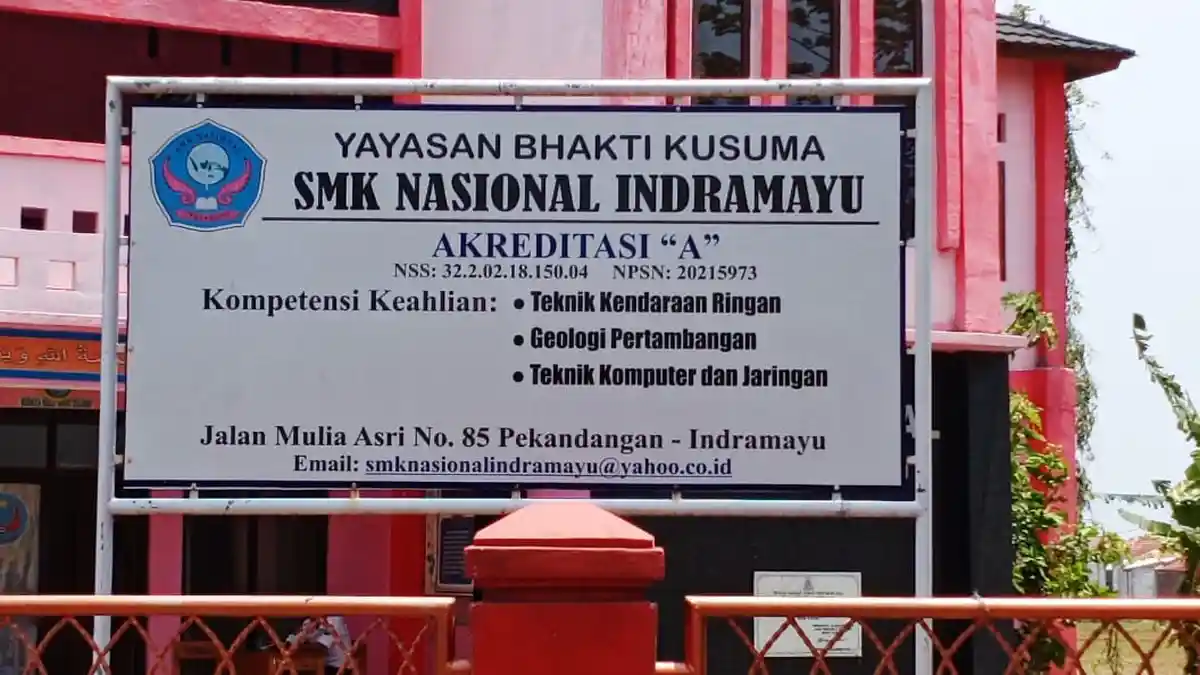 YAYASAN BHAKTI KUSUMA
SMK NASIONAL INDRAMAYU
AKREDITASI “A”
NSS: 32.2.02.18.150.04 NPSN: 20215973
Kompetensi Keahlian: • Teknik Kendaraan Ringan
• Geologi Pertambangan
• Teknik Komputer dan Jaringan
Jalan Mulia Asri No. 85 Pekandangan - Indramayu
Email: smknasionalindramayu@yahoo.co.id